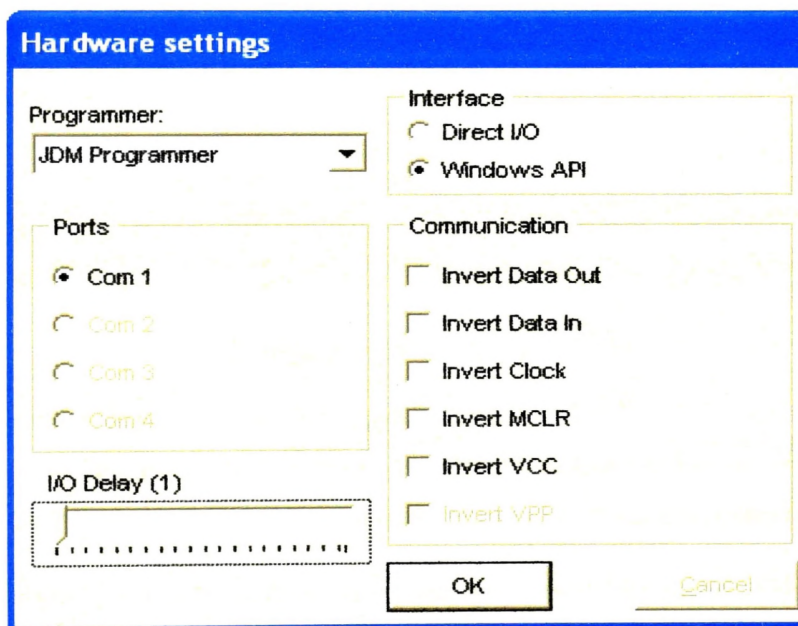 Hardware settings
Programmer:
JDM Programmer
Interface
Direct I/O
Windows API
Ports
Com 1
Com 2
Com 3
Com 4
I/O Delay (1)
Communication
Invert Data Out
Invert Data In
Invert Clock
Invert MCLR
Invert VCC
Invert VPP
OK
Cancel